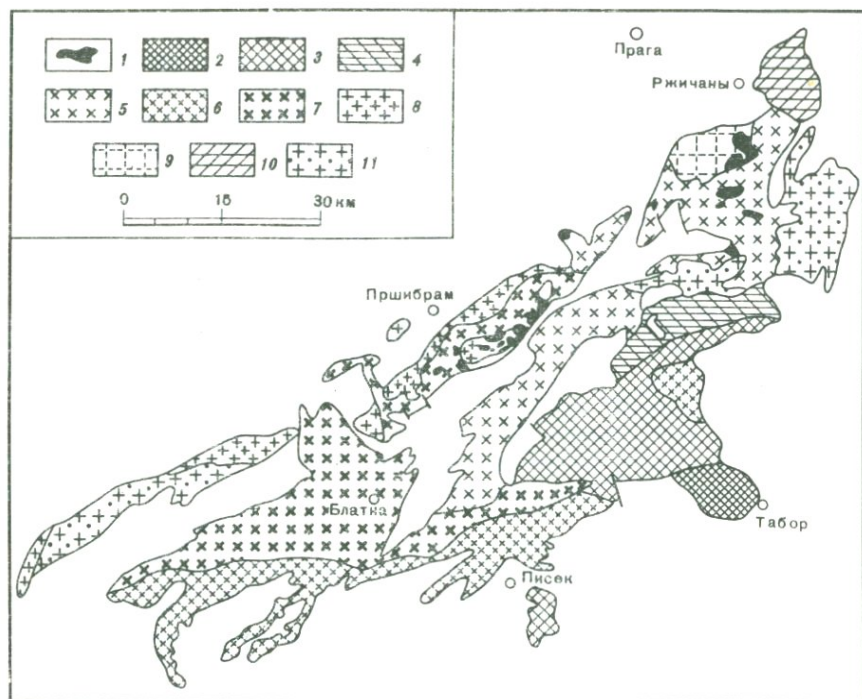 1 2 3 4
5 6 7 8
9 10 11
0 15 30 км
Прага
Ржичаны
Пршибрам
Блатка
Табор
Писек